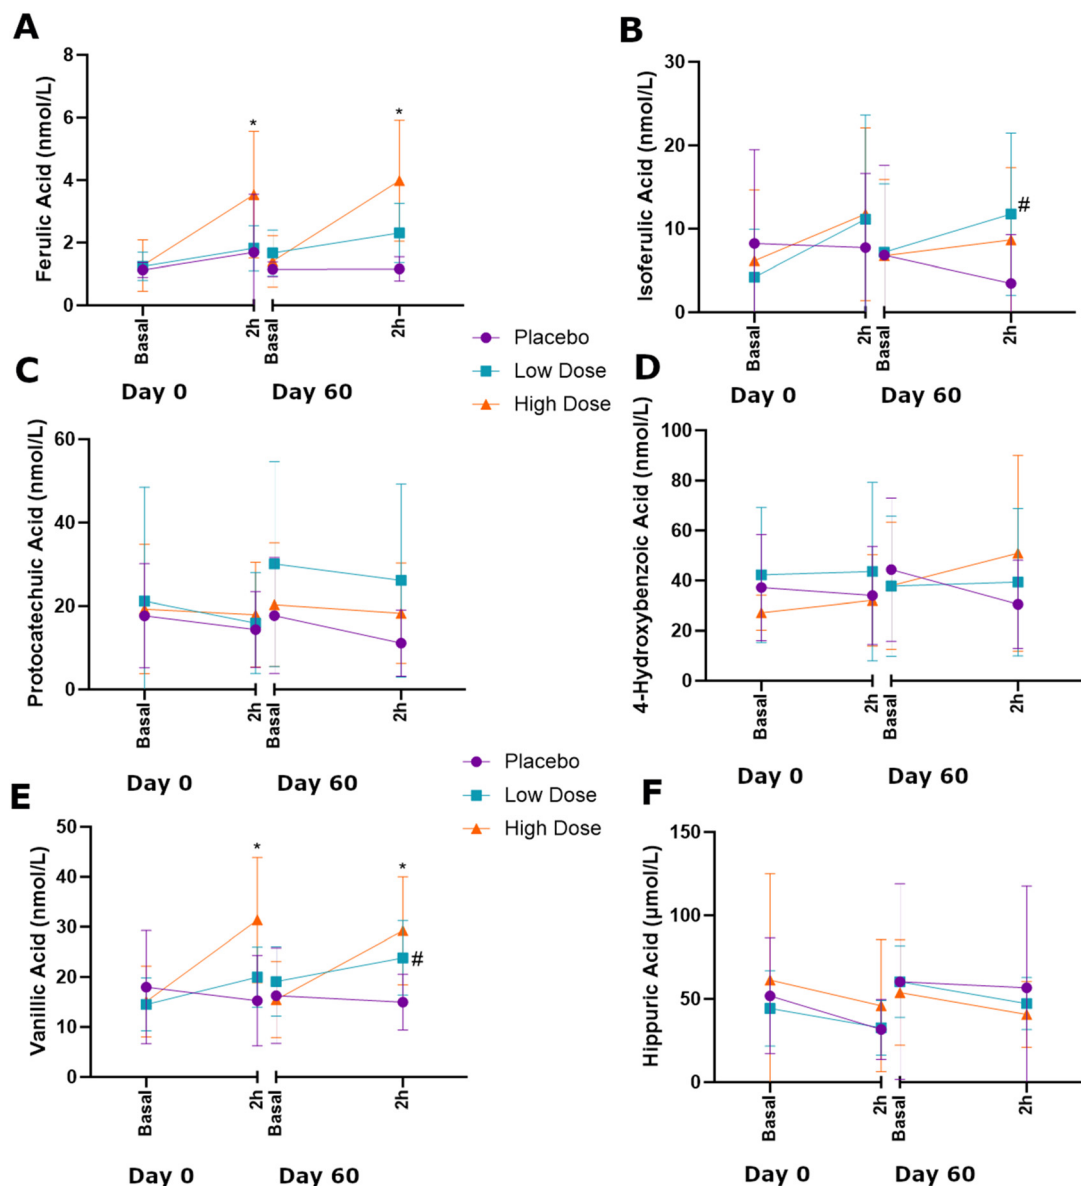 A
Ferulic Acid (nmol/L)
8
6
4
2
0
*
*
Basal
2h
Basal
2h
Day 0
Day 60
B
Isoferulic Acid (nmol/L)
30
20
10
0
#
Basal
2h
Basal
2h
Day 0
Day 60
Placebo
Low Dose
High Dose
C
Protocatechuic Acid (nmol/L)
60
40
20
0
Basal
2h
Basal
2h
Day 0
Day 60
D
4-Hydroxybenzoic Acid (nmol/L)
100
80
60
40
20
0
Basal
2h
Basal
2h
Day 0
Day 60
Placebo
Low Dose
High Dose
E
Vanillic Acid (nmol/L)
50
40
30
20
10
0
*
*
#
Basal
2h
Basal
2h
Day 0
Day 60
F
Hippuric Acid (µmol/L)
150
100
50
0
Basal
2h
Basal
2h
Day 0
Day 60